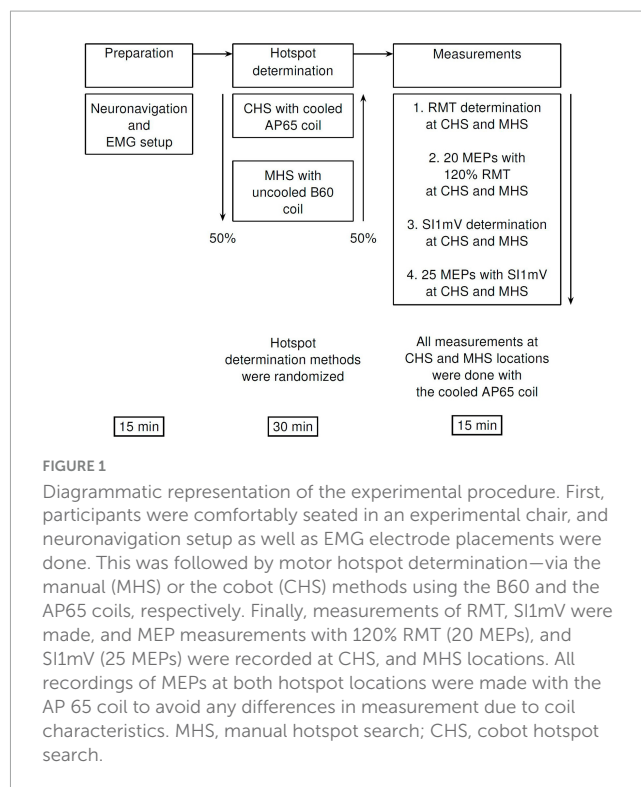 Preparation
Hotspot
determination
Measurements
Neuronavigation
and
EMG setup
CHS with cooled
AP65 coil
MHS with
uncooled B60
coil
50%
50%
1. RMT determination
at CHS and MHS
2. 20 MEPs with
120% RMT
at CHS and MHS
3. SI1mV determination
at CHS and MHS
4. 25 MEPs with SI1mV
at CHS and MHS
Hotspot
determination methods
were randomized
All measurements at
CHS and MHS locations
were done with
the cooled AP65 coil
15 min
30 min
15 min
FIGURE 1
Diagrammatic representation of the experimental procedure. First,
participants were comfortably seated in an experimental chair, and
neuronavigation setup as well as EMG electrode placements were
done. This was followed by motor hotspot determination—via the
manual (MHS) or the cobot (CHS) methods using the B60 and the
AP65 coils, respectively. Finally, measurements of RMT, SI1mV were
made, and MEP measurements with 120% RMT (20 MEPs), and
SI1mV (25 MEPs) were recorded at CHS, and MHS locations. All
recordings of MEPs at both hotspot locations were made with the
AP 65 coil to avoid any differences in measurement due to coil
characteristics. MHS, manual hotspot search; CHS, cobot hotspot
search.